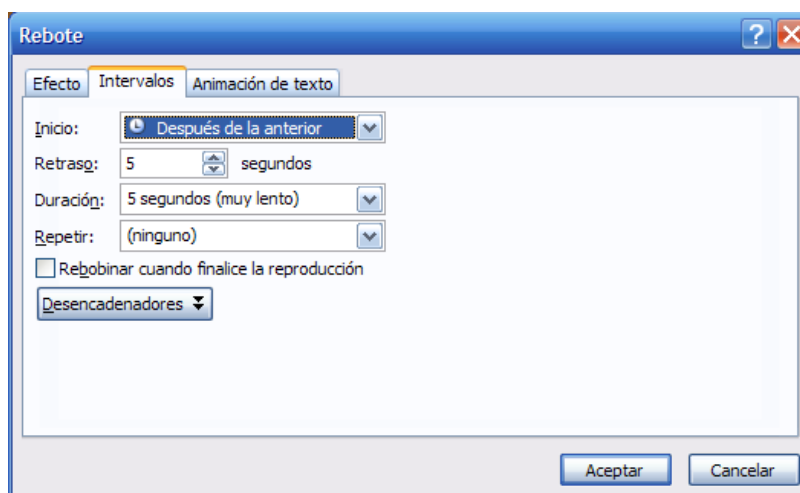 Rebote
Efecto Intervalos Animación de texto
Inicio: Después de la anterior
Retraso: 5 segundos
Duración: 5 segundos (muy lento)
Repetir: (ninguno)
Rebobinar cuando finalice la reproducción
Desencadenadores
Aceptar Cancelar